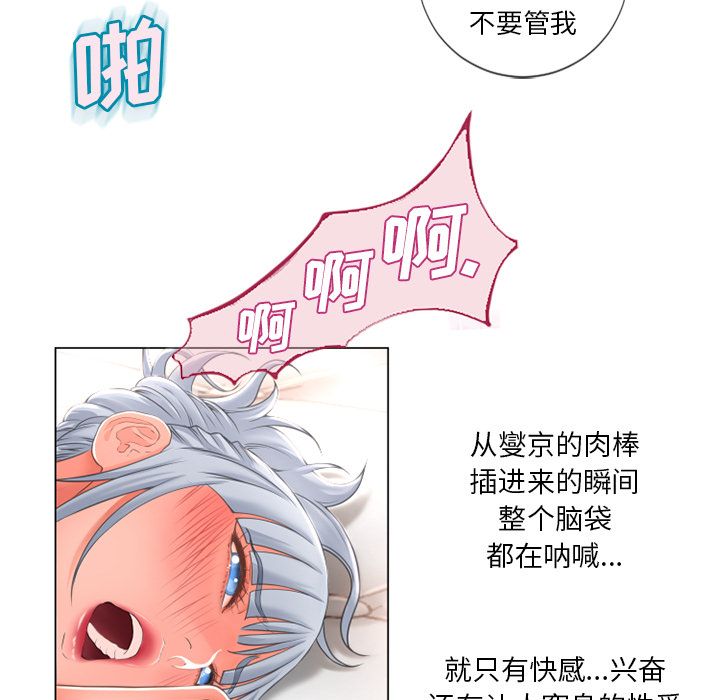 不要管我
啪
啊啊啊.
从燮京的肉棒
插进来的瞬间
整个脑袋
都在呐喊...
就只有快感...兴奋